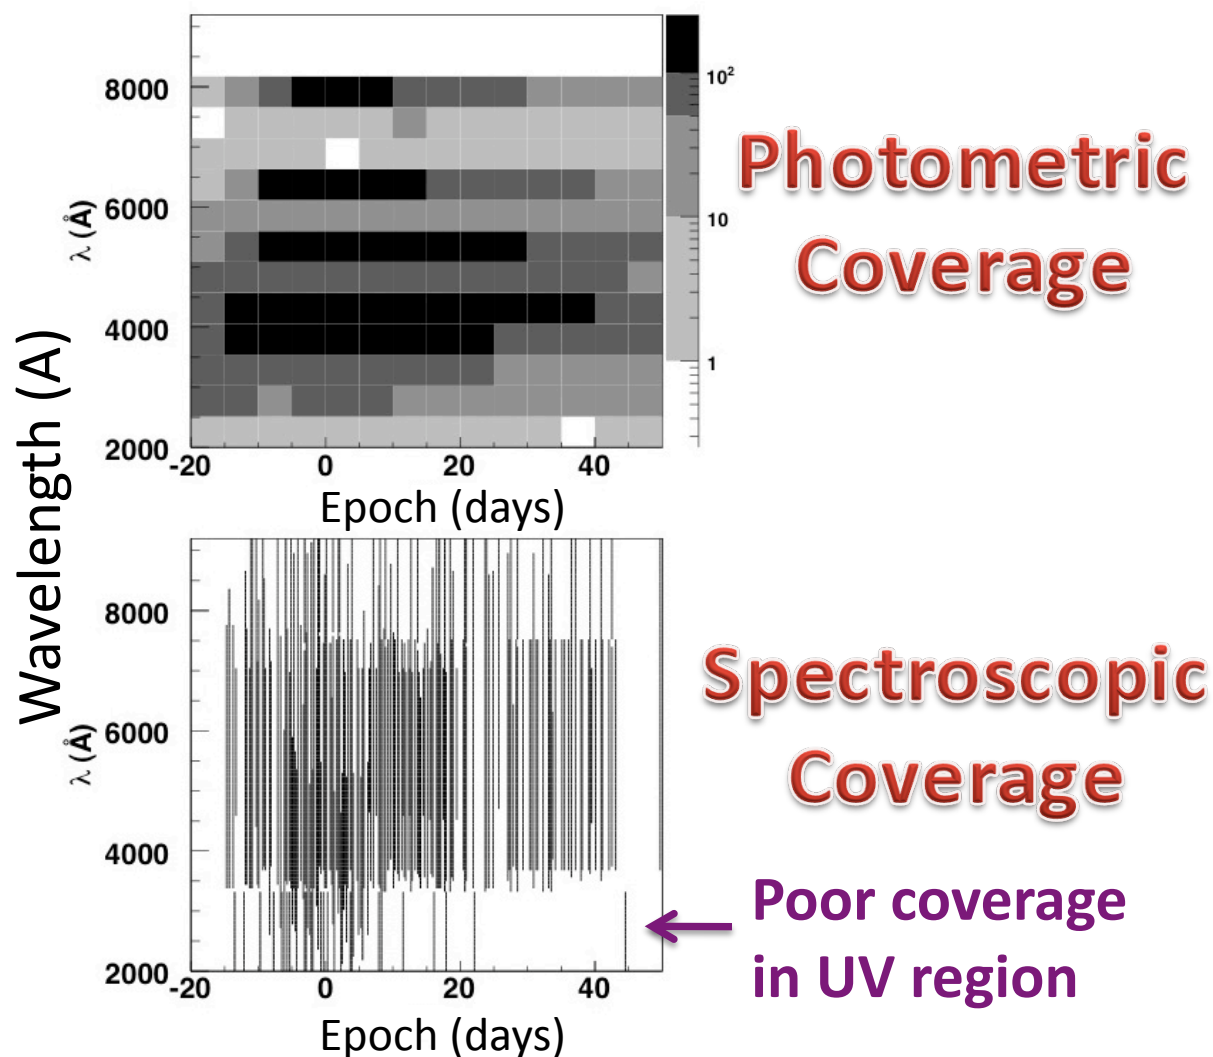 8000
6000
4000
2000
λ (Å)
-20 0 20 40
10²
10
1
Photometric
Coverage
Epoch (days)
Wavelength (A)
8000
6000
4000
2000
λ (Å)
-20 0 20 40
Epoch (days)
Spectroscopic
Coverage
Poor coverage
in UV region